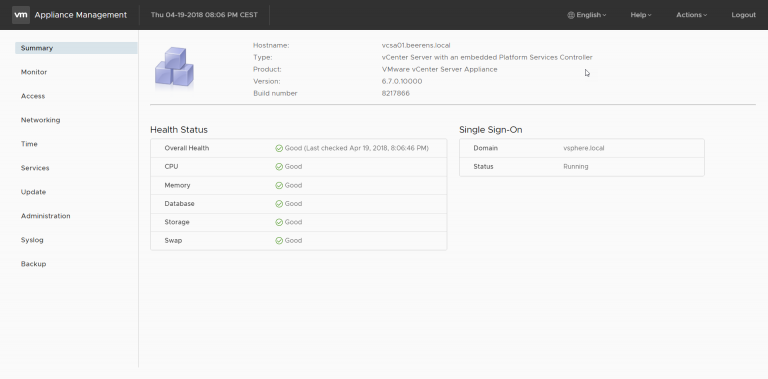 vm Appliance Management Thu 04-19-2018 08:06 PM CEST English Help Actions Logout
Summary
Monitor
Access
Networking
Time
Services
Update
Administration
Syslog
Backup
Hostname: vcsa01.beerens.local
Type: vCenter Server with an embedded Platform Services Controller
Product: VMware vCenter Server Appliance
Version: 6.7.0.10000
Build number 8217866
Health Status
Overall Health Good (Last checked Apr 19, 2018, 8:06:46 PM)
CPU Good
Memory Good
Database Good
Storage Good
Swap Good
Single Sign-On
Domain vsphere.local
Status Running